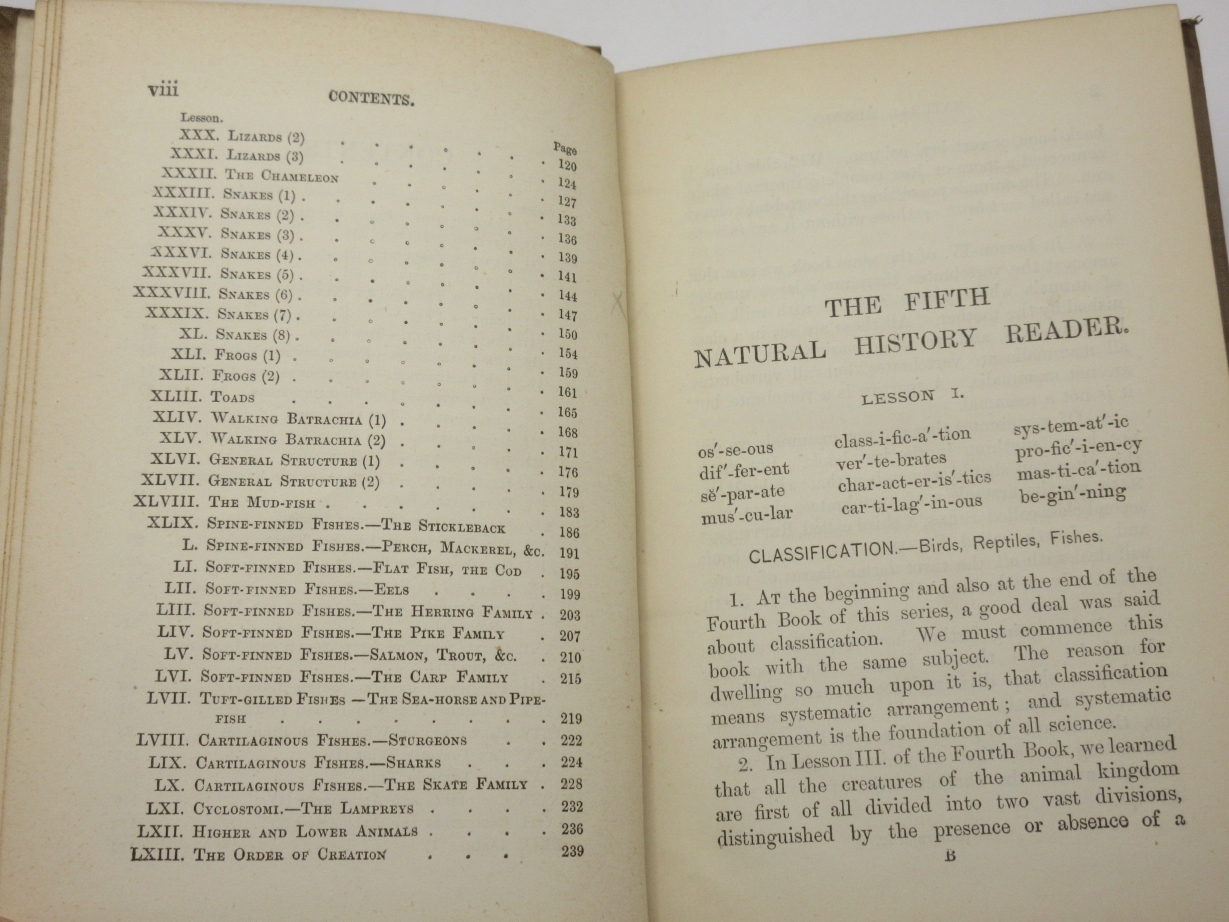 viii
CONTENTS.
Lesson. Page
XXX. LIZARDS (2) . . . . . . 120
XXXI. LIZARDS (3) . . . . . . 124
XXXII. THE CHAMELEON . . . . . 127
XXXIII. SNAKES (1) . . . . . . . 133
XXXIV. SNAKES (2) . . . . . . . 136
XXXV. SNAKES (3) . . . . . . . 139
XXXVI. SNAKES (4) . . . . . . . 141
XXXVII. SNAKES (5) . . . . . . . 144
XXXVIII. SNAKES (6) . . . . . . . 147
XXXIX. SNAKES (7) . . . . . . . 150
XL. SNAKES (8) . . . . . . . 154
XLI. FROGS (1) . . . . . . . 159
XLII. FROGS (2) . . . . . . . 161
XLIII. TOADS . . . . . . . 165
XLIV. WALKING BATRACHIA (1) . . . . . 168
XLV. WALKING BATRACHIA (2) . . . . . 171
XLVI. GENERAL STRUCTURE (1) . . . . . 176
XLVII. GENERAL STRUCTURE (2) . . . . . 179
XLVIII. THE MUD-FISH . . . . . . . 183
XLIX. SPINE-FINNED FISHES.—THE STICKLEBACK . 186
L. SPINE-FINNED FISHES.—PERCH, MACKEREL, &c. 191
LI. SOFT-FINNED FISHES.—FLAT FISH, THE COD . 195
LII. SOFT-FINNED FISHES.—EELS . . . . 199
LIII. SOFT-FINNED FISHES.—THE HERRING FAMILY . 203
LIV. SOFT-FINNED FISHES.—THE PIKE FAMILY . 207
LV. SOFT-FINNED FISHES.—SALMON, TROUT, &c. . 210
LVI. SOFT-FINNED FISHES.—THE CARP FAMILY . 215
LVII. TUFT-GILLED FISHES —THE SEA-HORSE AND PIPE-
FISH . . . . . . . . 219
LVIII. CARTILAGINOUS FISHES.—STURGEONS . . 222
LIX. CARTILAGINOUS FISHES.—SHARKS . . . 224
LX. CARTILAGINOUS FISHES.—THE SKATE FAMILY . 228
LXI. CYCLOSTOMI.—THE LAMPREYS . . . . 232
LXII. HIGHER AND LOWER ANIMALS . . . . 236
LXIII. THE ORDER OF CREATION . . . . 239
THE FIFTH
NATURAL HISTORY READER.
LESSON I.
os′-se-ous class-i-fic-a′-tion sys-tem-at′-ic
dif′-fer-ent ver′-te-brates pro-fic′-i-en-cy
sĕ′-par-ate char-act-er-is′-tics mas-ti-ca′-tion
mus′-cu-lar car-ti-lag′-in-ous be-gin′-ning
CLASSIFICATION.—Birds, Reptiles, Fishes.
1. AT the beginning and also at the end of the
Fourth Book of this series, a good deal was said
about classification. We must commence this
book with the same subject. The reason for
dwelling so much upon it is, that classification
means systematic arrangement; and systematic
arrangement is the foundation of all science.
2. In Lesson III. of the Fourth Book, we learned
that all the creatures of the animal kingdom
are first of all divided into two vast divisions,
distinguished by the presence or absence of a
B